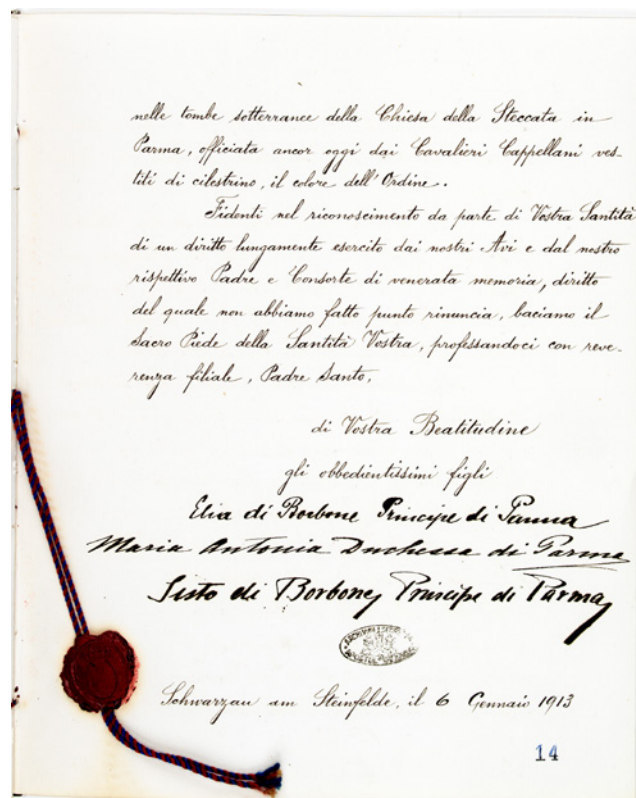 nelle tombe sotterrance della Chiesa della Steccata in
Parma, officiata ancor oggi dai Cavalieri Cappellani ves-
titi di cilestrino, il colore dell'Ordine.
Fidenti nel riconoscimento da parte di Vostra Santità
di un diritto lungamente esercito dai nostri Avi e dal nostro
rispettivo Padre e Consorte di venerata memoria, diritto
del quale non abbiamo fatto punto rinuncia, baciamo il
Sacro Piede della Santità Vostra, professandoci con reve-
renza filiale, Padre Santo,
di Vostra Beatitudine
gli obbedientissimi figli
Elia di Borbone Principe di Parma
Maria Antonia Duchessa di Parma
Sisto di Borbone, Principe di Parma
Schwarzau am Steinfelde, il 6 Gennaio 1913
14